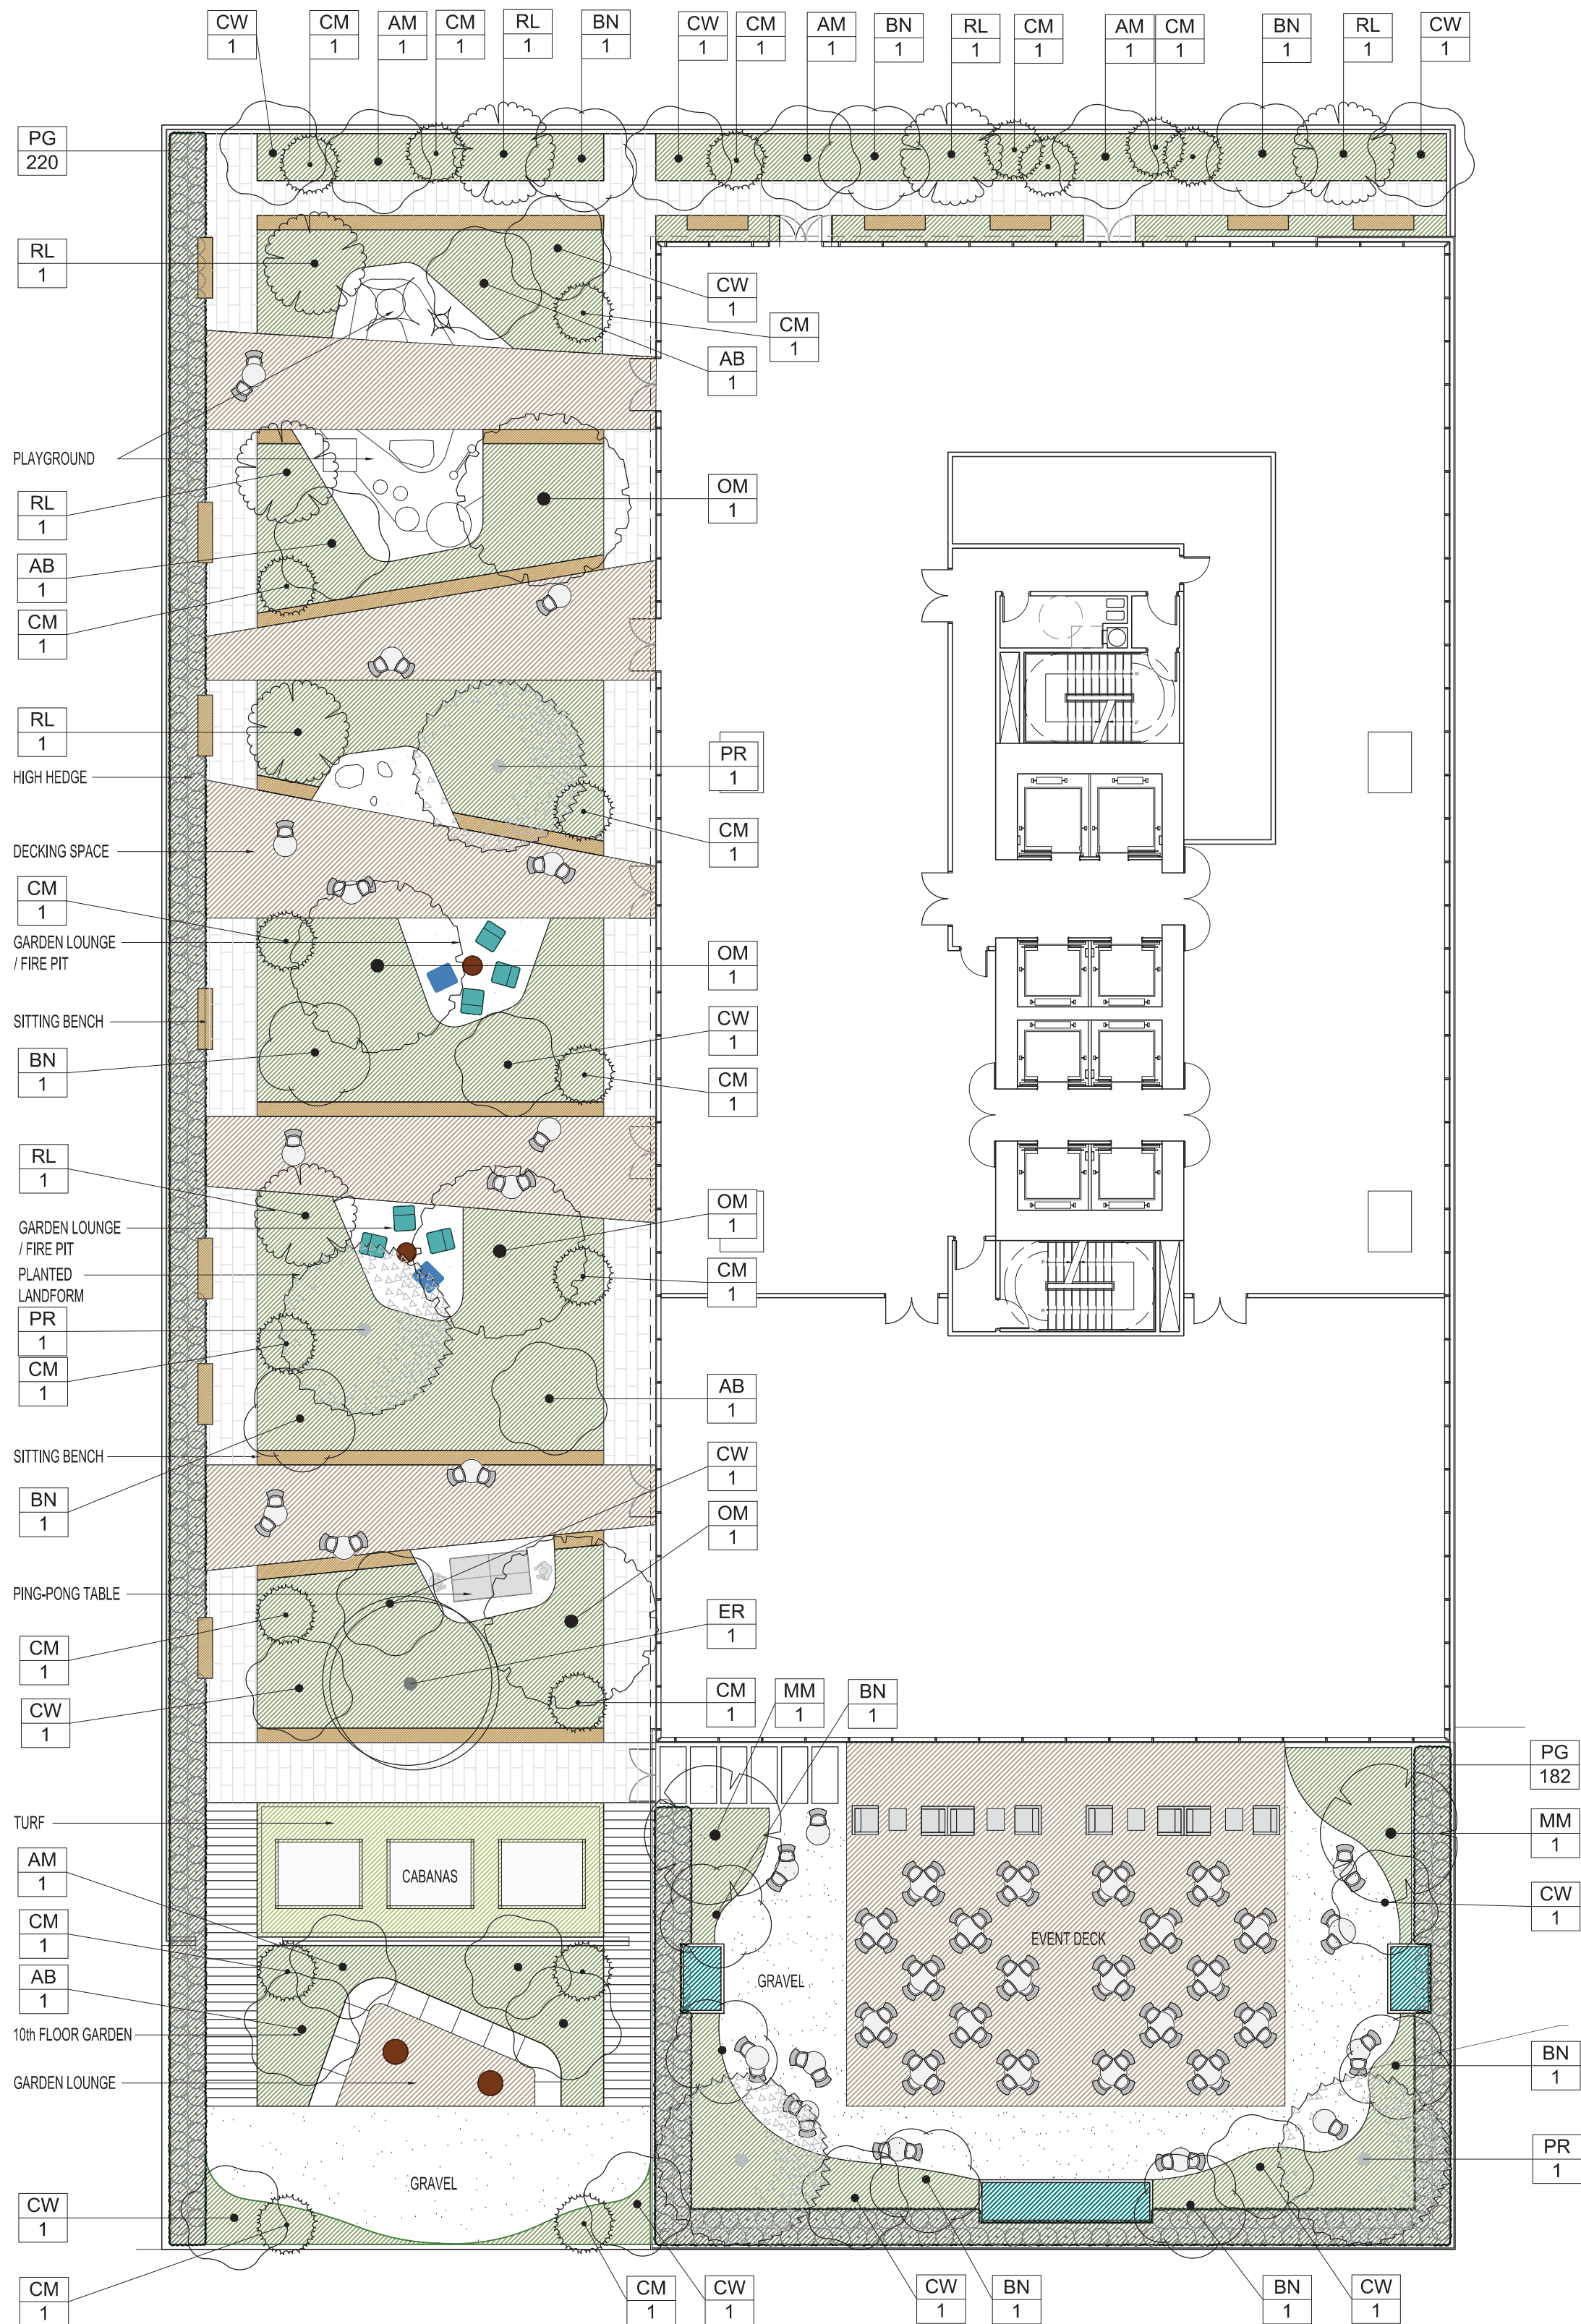 CW CM AM CM RL BN CW CM AM BN RL CM AM CM BN RL CW
1 1 1 1 1 1 1 1 1 1 1 1 1 1 1 1 1
PG
220
RL
1
CW
1
CM
1
AB
1
PLAYGROUND
RL
1
OM
1
AB
1
CM
1
RL
1
PR
1
HIGH HEDGE
CM
1
DECKING SPACE
CM
1
GARDEN LOUNGE
/ FIRE PIT
OM
1
SITTING BENCH
CW
1
BN
1
CM
1
RL
1
OM
1
GARDEN LOUNGE
/ FIRE PIT
PLANTED
LANDFORM
CM
1
PR
1
CM
1
AB
1
SITTING BENCH
CW
1
BN
1
OM
1
PING-PONG TABLE
ER
1
CM
1
CW
1
CM
1
MM
1
BN
1
PG
182
TURF
MM
1
AM
1
CABANAS
CW
1
CM
1
EVENT DECK
AB
1
GRAVEL
10th FLOOR GARDEN
BN
1
GARDEN LOUNGE
PR
1
GRAVEL
CW
1
CM
1
CM
1
CW
1
CW
1
BN
1
BN
1
CW
1